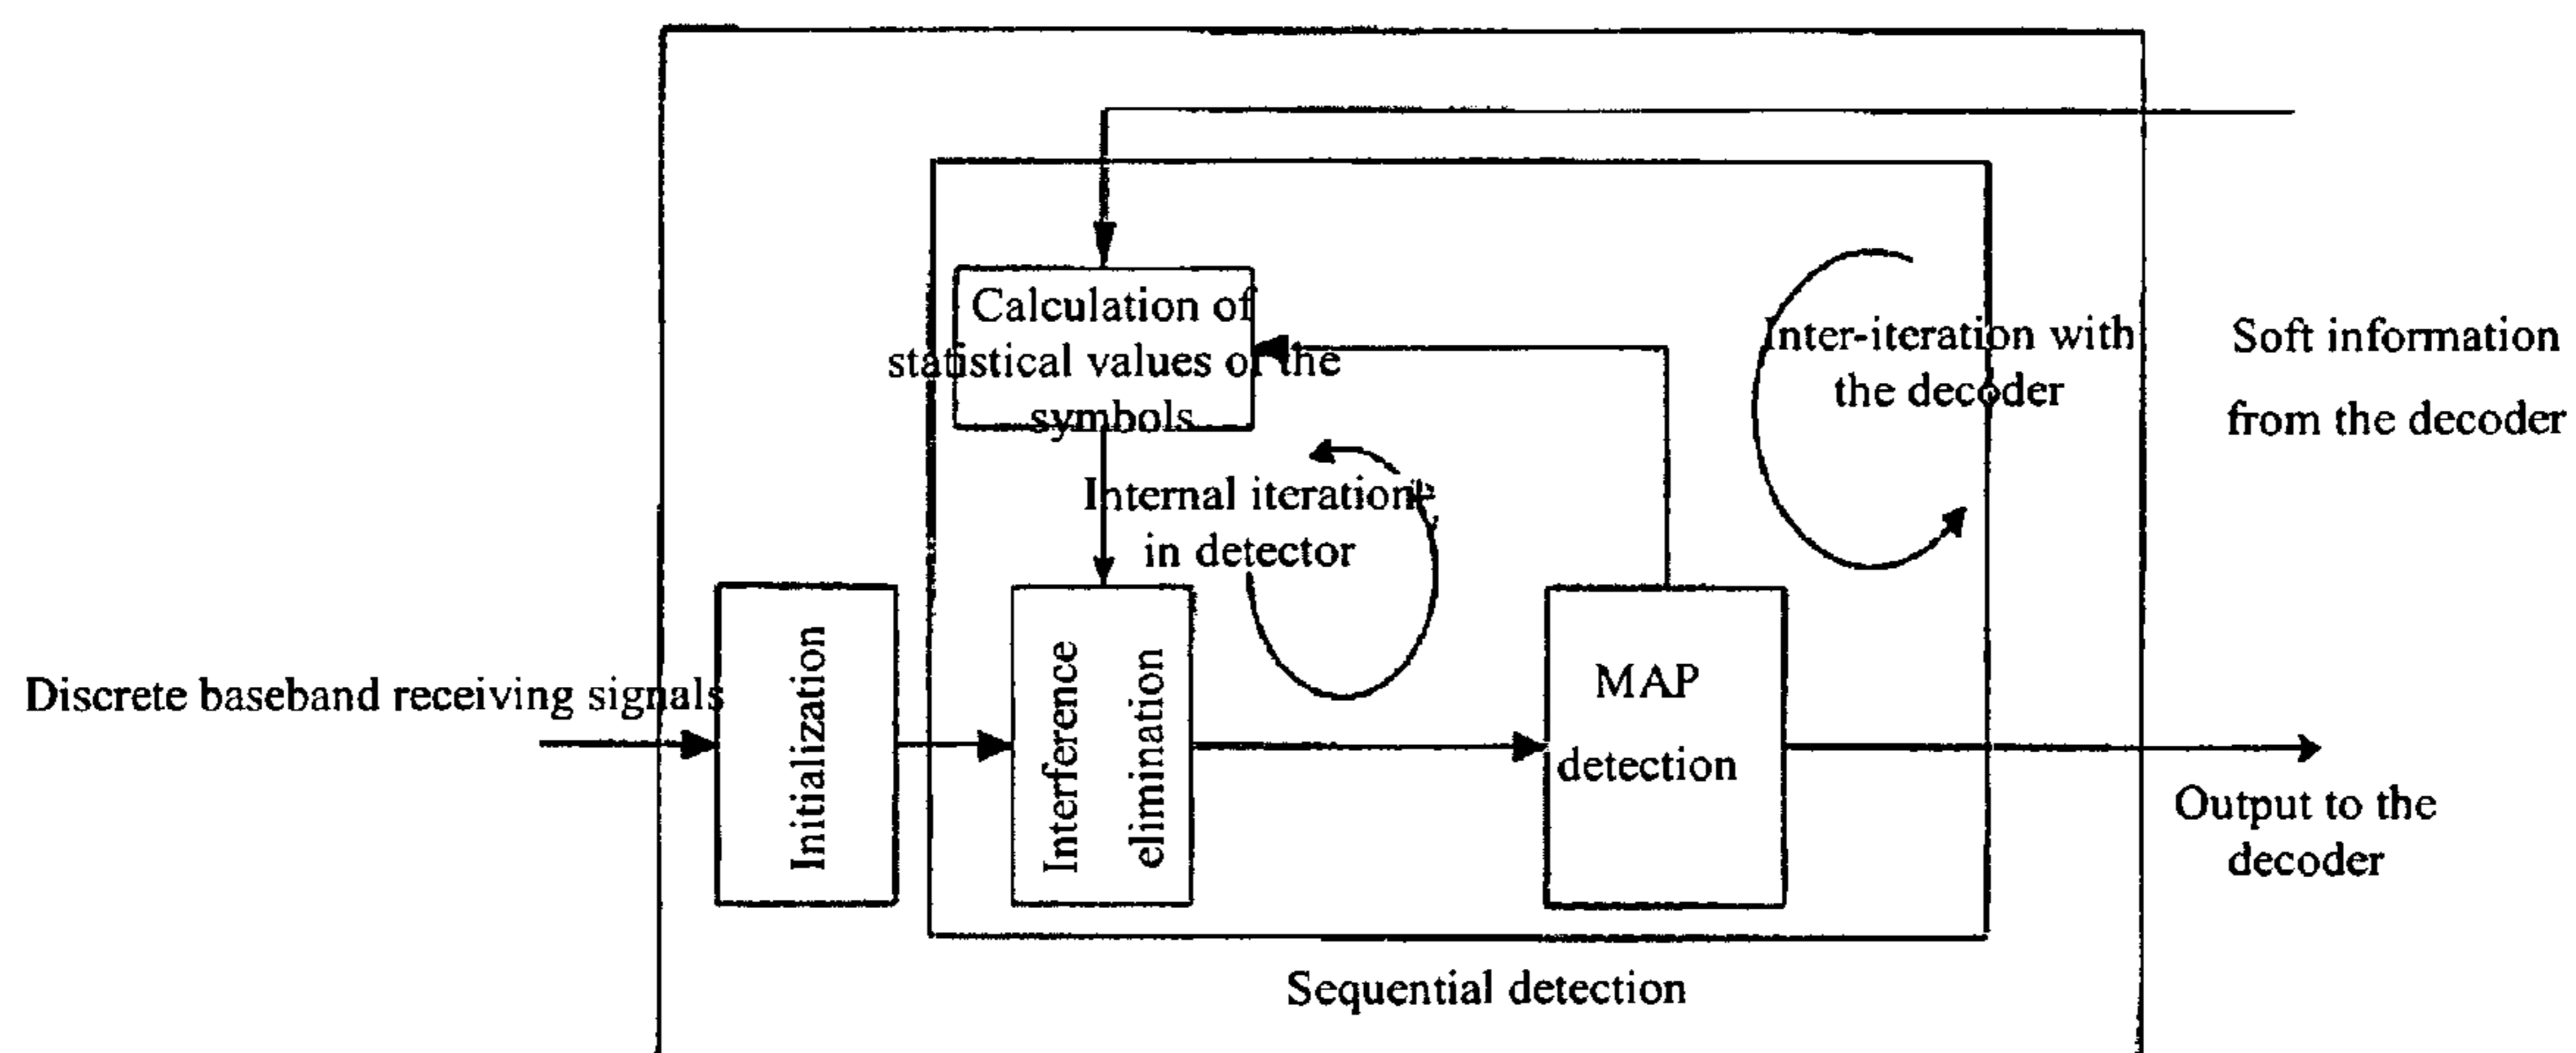 Calculation of
statistical values of the
symbols
Inter-iteration with
the decoder
Soft information
from the decoder
Internal iteration
in detector
Discrete baseband receiving signals
Initialization
Interference
elimination
MAP
detection
Output to the
decoder
Sequential detection